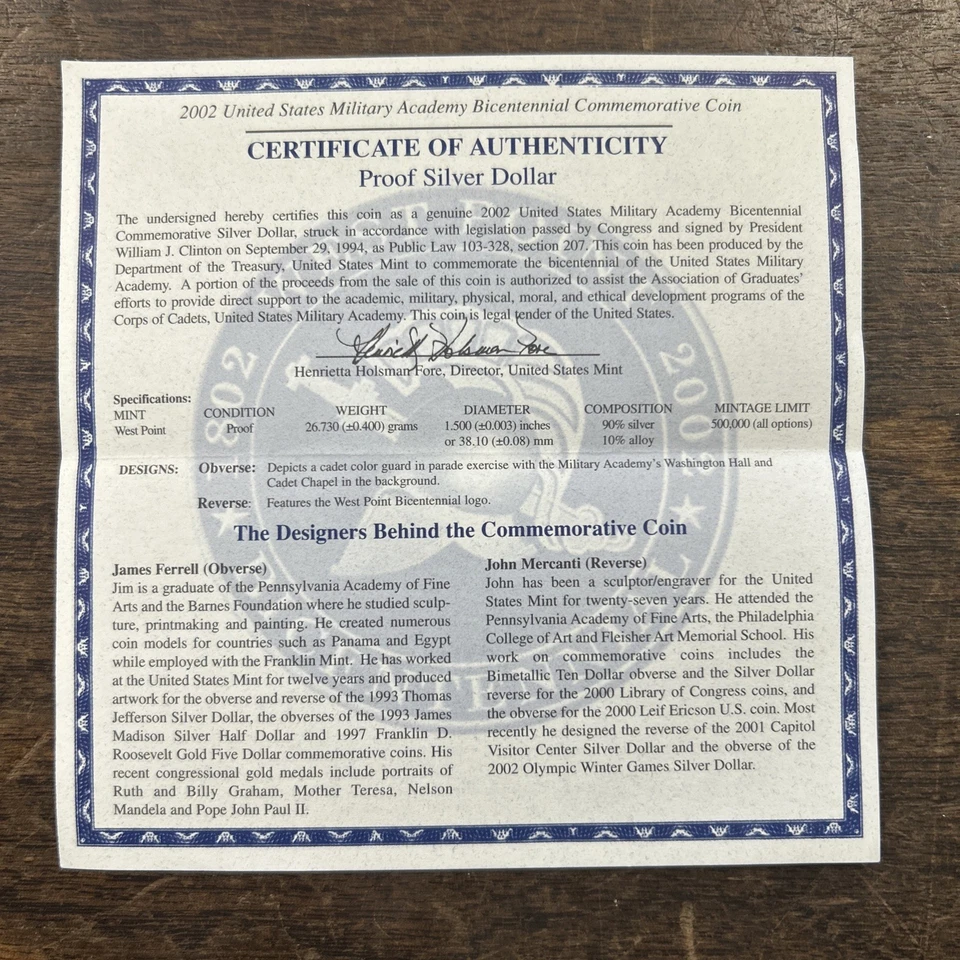 2002 United States Military Academy Bicentennial Commemorative Coin
CERTIFICATE OF AUTHENTICITY
Proof Silver Dollar
The undersigned hereby certifies this coin as a genuine 2002 United States Military Academy Bicentennial
Commemorative Silver Dollar, struck in accordance with legislation passed by Congress and signed by President
William J. Clinton on September 29, 1994, as Public Law 103-328, section 207. This coin has been produced by the
Department of the Treasury, United States Mint to commemorate the bicentennial of the United States Military
Academy. A portion of the proceeds from the sale of this coin is authorized to assist the Association of Graduates'
efforts to provide direct support to the academic, military, physical, moral, and ethical development programs of the
Corps of Cadets, United States Military Academy. This coin is legal tender of the United States.
Henrietta Holsman Fore
Henrietta Holsman Fore, Director, United States Mint
1802
2002
Specifications:
MINT CONDITION WEIGHT DIAMETER COMPOSITION MINTAGE LIMIT
West Point Proof 26.730 (±0.400) grams 1.500 (±0.003) inches 90% silver 500,000 (all options)
or 38.10 (±0.08) mm 10% alloy
DESIGNS: Obverse: Depicts a cadet color guard in parade exercise with the Military Academy's Washington Hall and
Cadet Chapel in the background.
Reverse: Features the West Point Bicentennial logo.
The Designers Behind the Commemorative Coin
James Ferrell (Obverse)
Jim is a graduate of the Pennsylvania Academy of Fine
Arts and the Barnes Foundation where he studied sculp-
ture, printmaking and painting. He created numerous
coin models for countries such as Panama and Egypt
while employed with the Franklin Mint. He has worked
at the United States Mint for twelve years and produced
artwork for the obverse and reverse of the 1993 Thomas
Jefferson Silver Dollar, the obverses of the 1993 James
Madison Silver Half Dollar and 1997 Franklin D.
Roosevelt Gold Five Dollar commemorative coins. His
recent congressional gold medals include portraits of
Ruth and Billy Graham, Mother Teresa, Nelson
Mandela and Pope John Paul II.
John Mercanti (Reverse)
John has been a sculptor/engraver for the United
States Mint for twenty-seven years. He attended the
Pennsylvania Academy of Fine Arts, the Philadelphia
College of Art and Fleisher Art Memorial School. His
work on commemorative coins includes the
Bimetallic Ten Dollar obverse and the Silver Dollar
reverse for the 2000 Library of Congress coins, and
the obverse for the 2000 Leif Ericson U.S. coin. Most
recently he designed the reverse of the 2001 Capitol
Visitor Center Silver Dollar and the obverse of the
2002 Olympic Winter Games Silver Dollar.